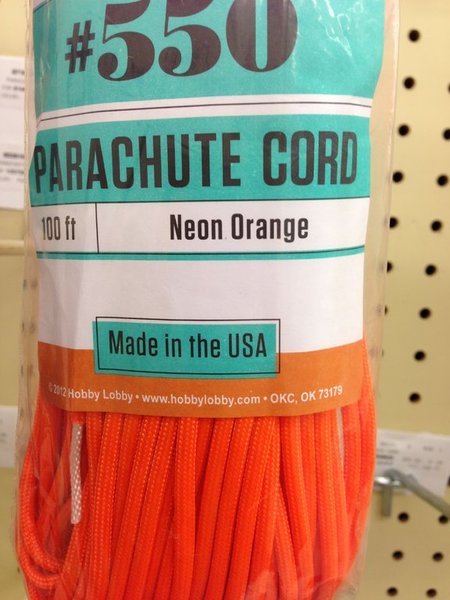 #550
PARACHUTE CORD
100 ft
Neon Orange
Made in the USA
© 2012 Hobby Lobby • www.hobbylobby.com • OKC, OK 73179